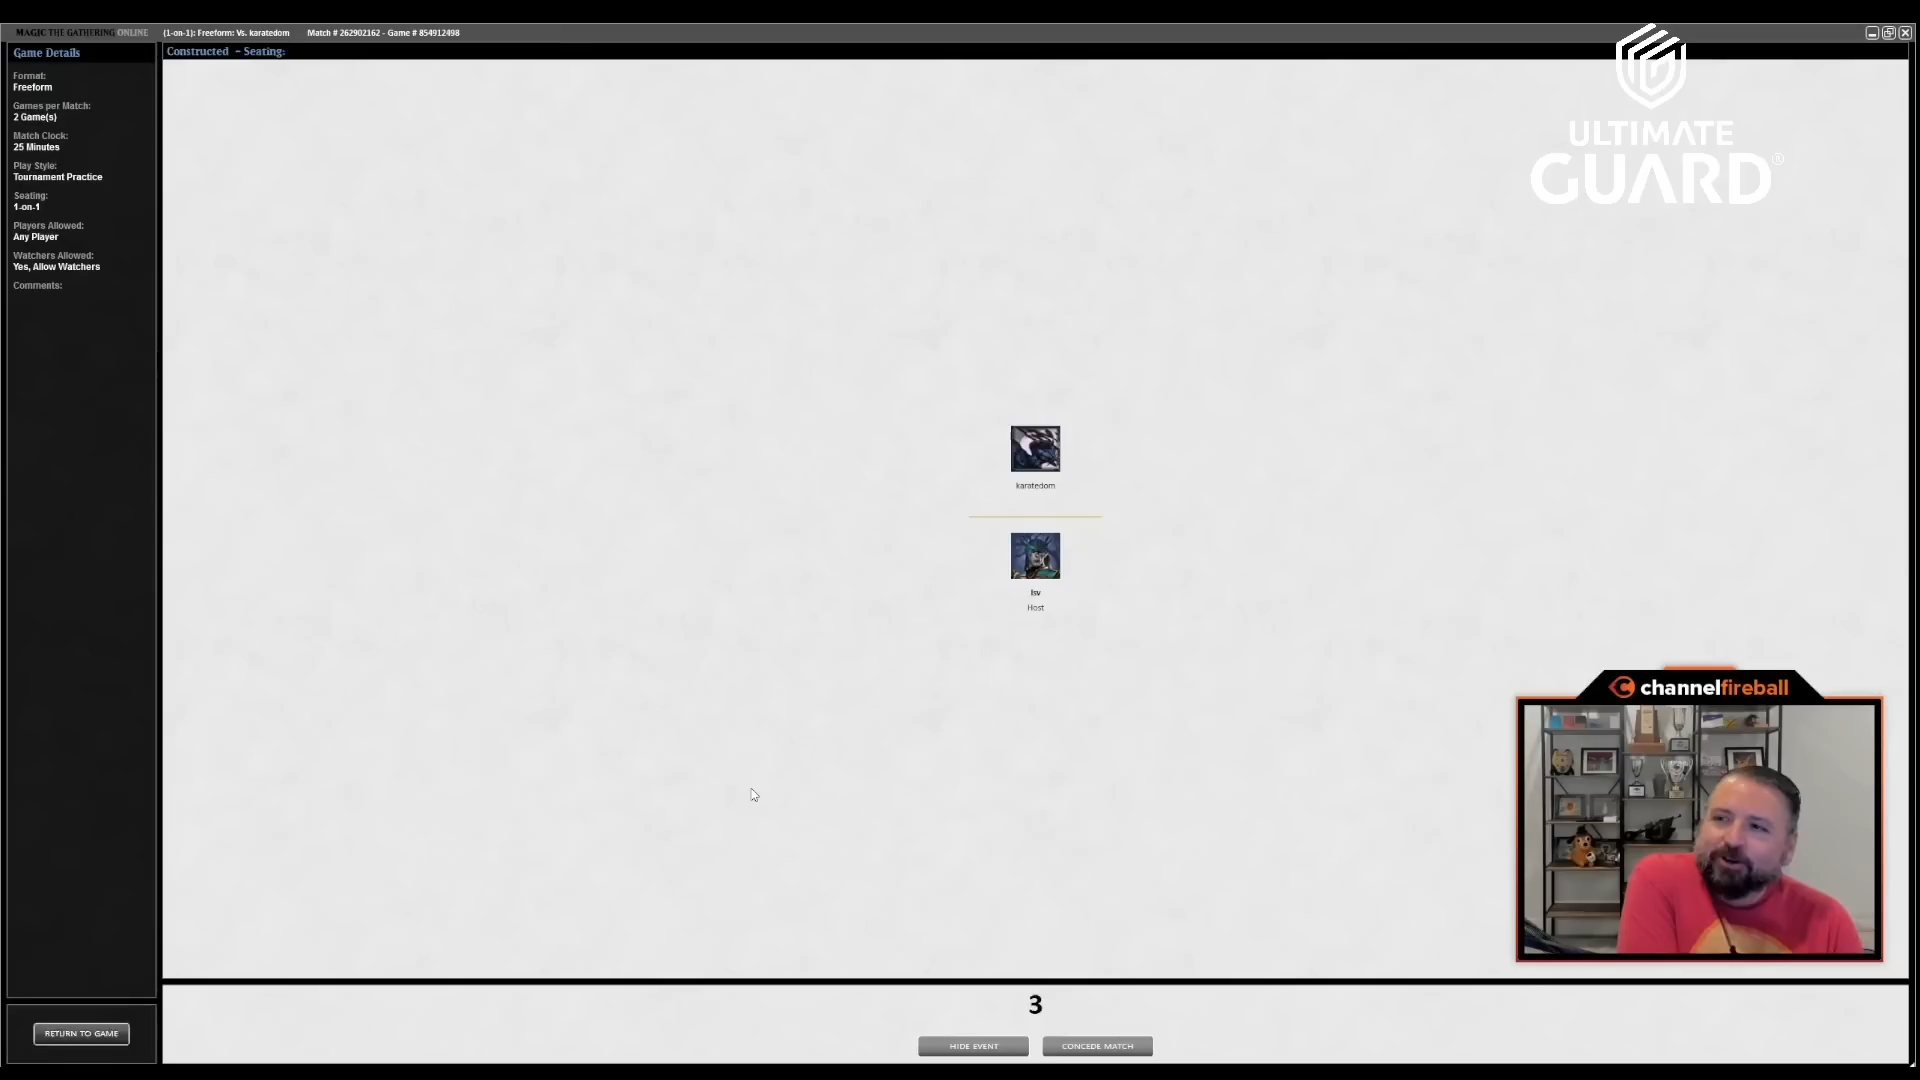 MAGIC THE GATHERING ONLINE
(1-on-1): Freeform: Vs. karatedom
Match # 262902162 - Game # 854912498
Game Details
Constructed - Seating:
Format:
Freeform
Games per Match:
2 Game(s)
Match Clock:
25 Minutes
Play Style:
Tournament Practice
Seating:
1-on-1
Players Allowed:
Any Player
Watchers Allowed:
Yes, Allow Watchers
Comments:
ULTIMATE
GUARD®
karatedom
lsv
Host
channelfireball
3
RETURN TO GAME
HIDE EVENT
CONCEDE MATCH